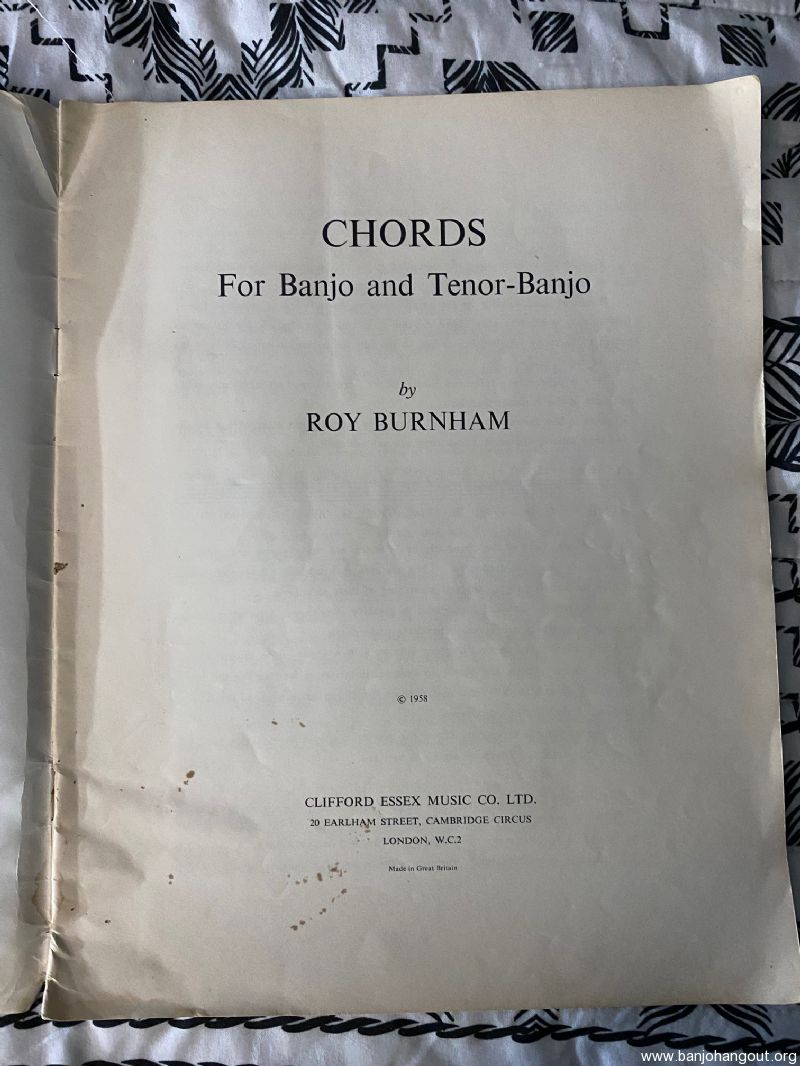 CHORDS
For Banjo and Tenor-Banjo
by
ROY BURNHAM
© 1958
CLIFFORD ESSEX MUSIC CO. LTD.
20 EARLHAM STREET, CAMBRIDGE CIRCUS
LONDON, W.C.2
Made in Great Britain
www.banjohangout.org